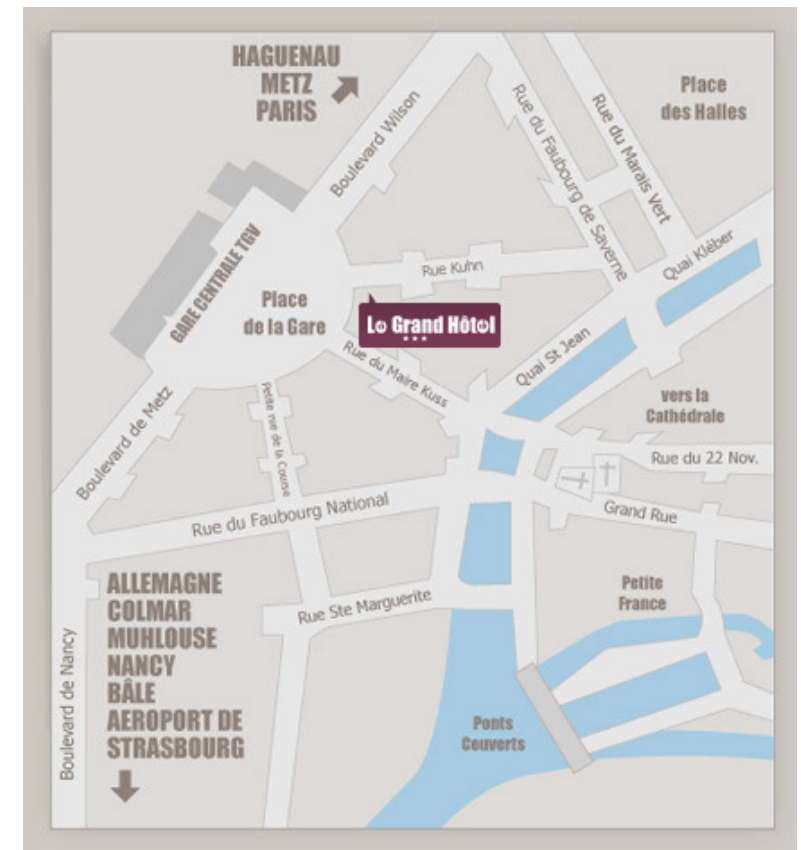 HAGUENAU
METZ
PARIS
Place
des Halles
Boulevard Wilson
Rue du Faubourg de Saverne
Rue du Marais Vert
Quai Kléber
GARE CENTRALE TGV
Rue Kuhn
Place
de la Gare
Le Grand Hôtel
Rue du Maire Kuss
Quai St Jean
Boulevard de Metz
Petite rue de la Course
vers la
Cathédrale
Rue du 22 Nov.
Rue du Faubourg National
Grand Rue
ALLEMAGNE
COLMAR
MUHLOUSE
NANCY
BÂLE
AEROPORT DE
STRASBOURG
Rue Ste Marguerite
Petite
France
Boulevard de Nancy
Ponts
Couverts